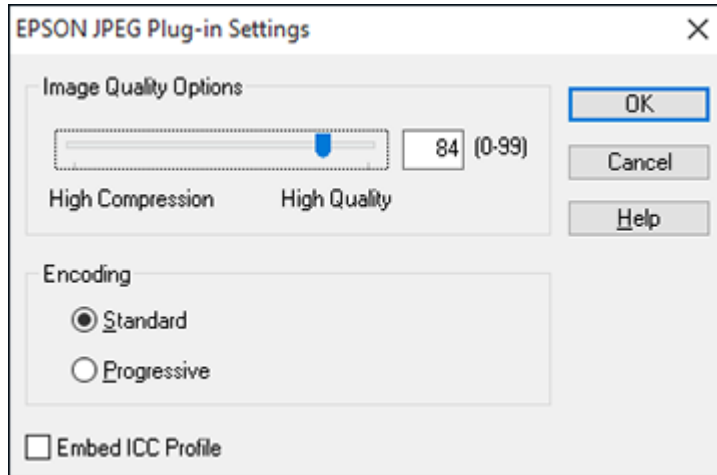 EPSON JPEG Plug-in Settings
Image Quality Options
84 (0-99)
High Compression High Quality
OK
Cancel
Help
Encoding
Standard
Progressive
Embed ICC Profile